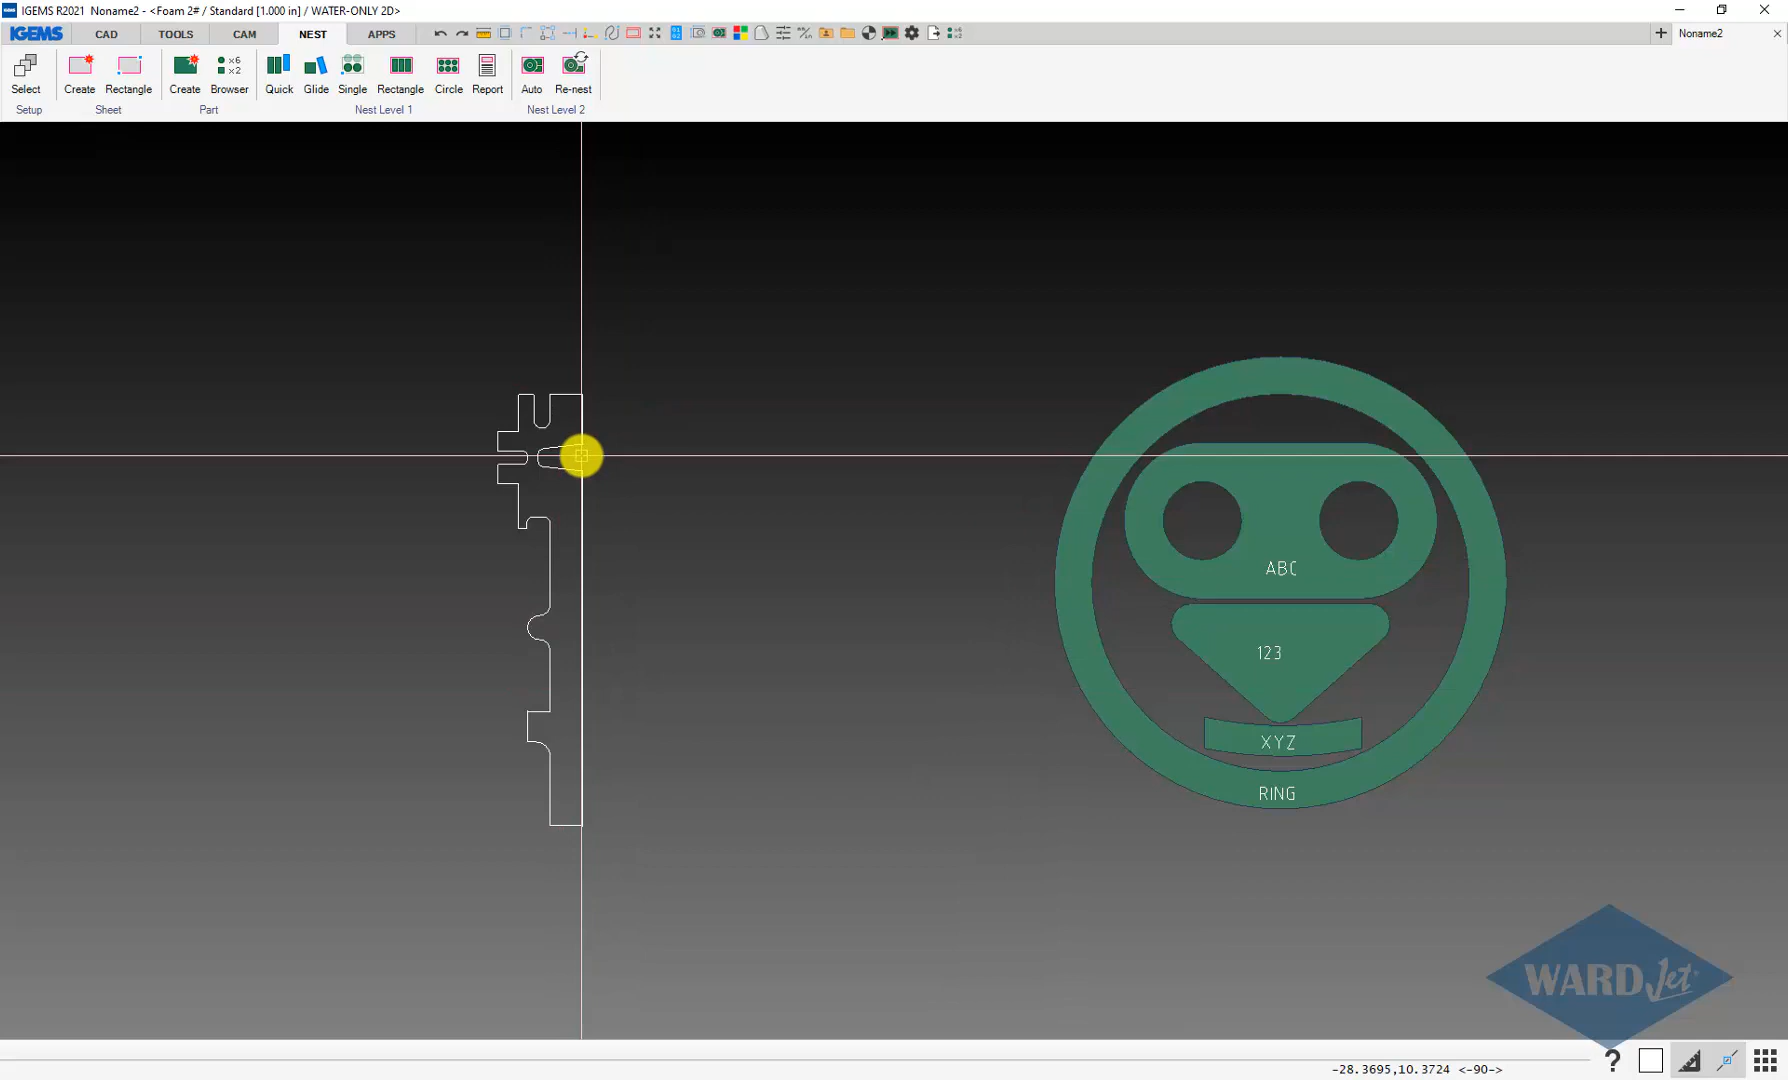 IGEMS R2021 Noname2 - <Foam 2# / Standard [1.000 in] / WATER-ONLY 2D>
IGEMS CAD TOOLS CAM NEST APPS
Noname2
x6
x2
Select Create Rectangle Create Browser Quick Glide Single Rectangle Circle Report Auto Re-nest
Setup Sheet Part Nest Level 1 Nest Level 2
ABC
123
XYZ
RING
WARDJet
-28.3695,10.3724 <-90>